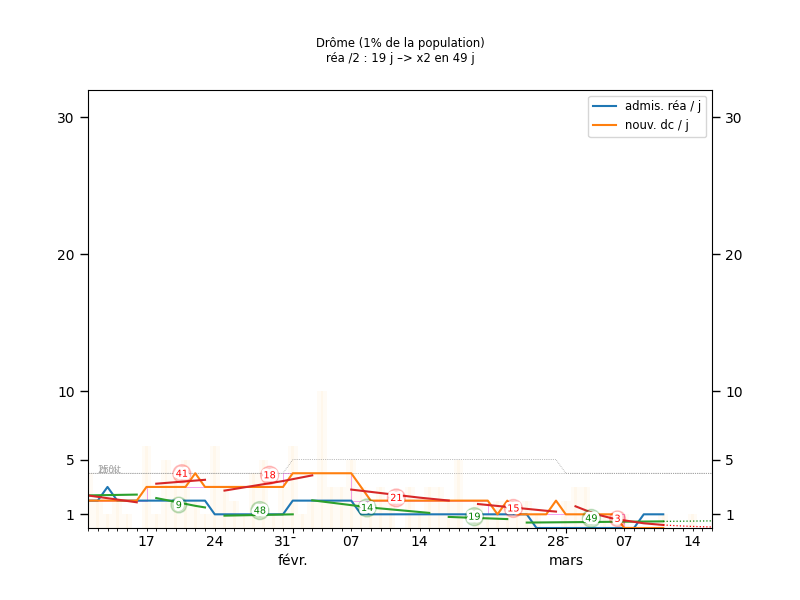 Drôme (1% de la population)
réa /2 : 19 j –> x2 en 49 j
admis. réa / j
nouv. dc / j
30 30
20 20
10 10
5 5
1 1
41 18
9 48 14 21 19 15 49 3
17 24 31 07 14 21 28 07 14
févr. mars